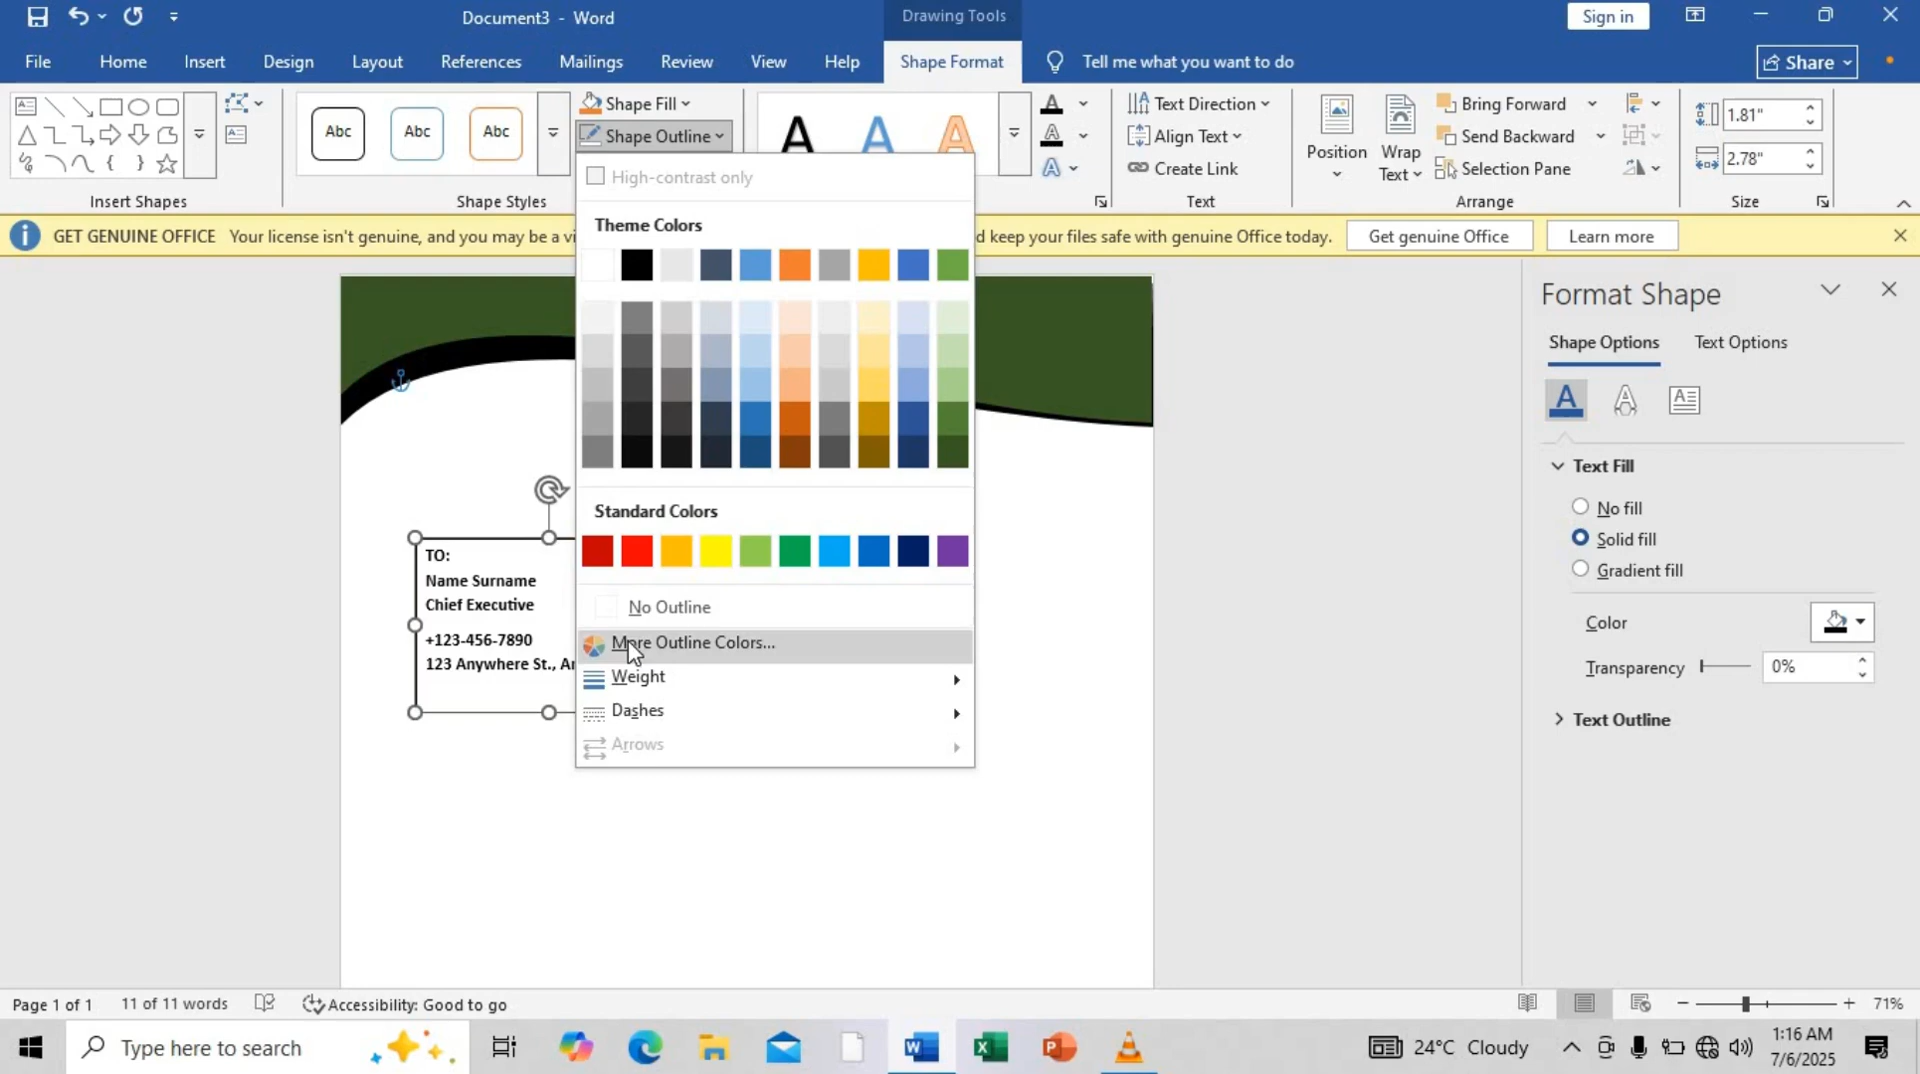 Document3 - Word
Drawing Tools
Sign in
File
Home
Insert
Design
Layout
References
Mailings
Review
View
Help
Shape Format
Tell me what you want to do
Share
Abc
Abc
Abc
Shape Fill
Shape Outline
A
A
A
Text Direction
Align Text
Create Link
Position
Wrap
Text
Bring Forward
Send Backward
Selection Pane
1.81"
2.78"
Insert Shapes
Shape Styles
Text
Arrange
Size
GET GENUINE OFFICE
Your license isn't genuine, and you may be a vi
d keep your files safe with genuine Office today.
Get genuine Office
Learn more
High-contrast only
Theme Colors
Standard Colors
No Outline
More Outline Colors...
Weight
Dashes
Arrows
TO:
Name Surname
Chief Executive
+123-456-7890
123 Anywhere St., An
Format Shape
Shape Options
Text Options
Text Fill
No fill
Solid fill
Gradient fill
Color
Transparency
0%
Text Outline
Page 1 of 1
11 of 11 words
Accessibility: Good to go
71%
Type here to search
24°C Cloudy
1:16 AM
7/6/2025